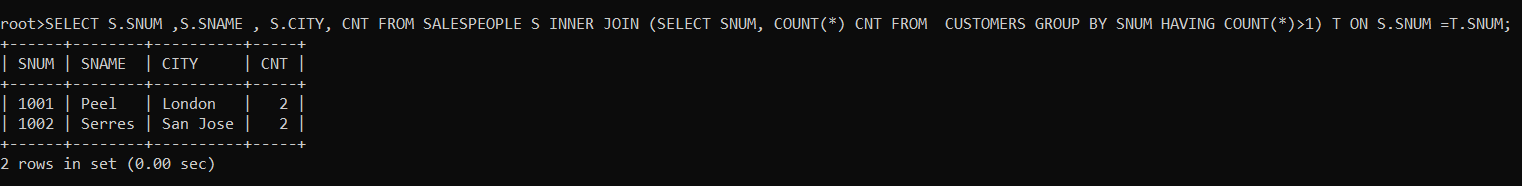 root>SELECT S.SNUM ,S.SNAME , S.CITY, CNT FROM SALESPEOPLE S INNER JOIN (SELECT SNUM, COUNT(*) CNT FROM  CUSTOMERS GROUP BY SNUM HAVING COUNT(*)>1) T ON S.SNUM =T.SNUM;
+------+--------+----------+-----+
| SNUM | SNAME  | CITY     | CNT |
+------+--------+----------+-----+
| 1001 | Peel   | London   |   2 |
| 1002 | Serres | San Jose |   2 |
+------+--------+----------+-----+
2 rows in set (0.00 sec)